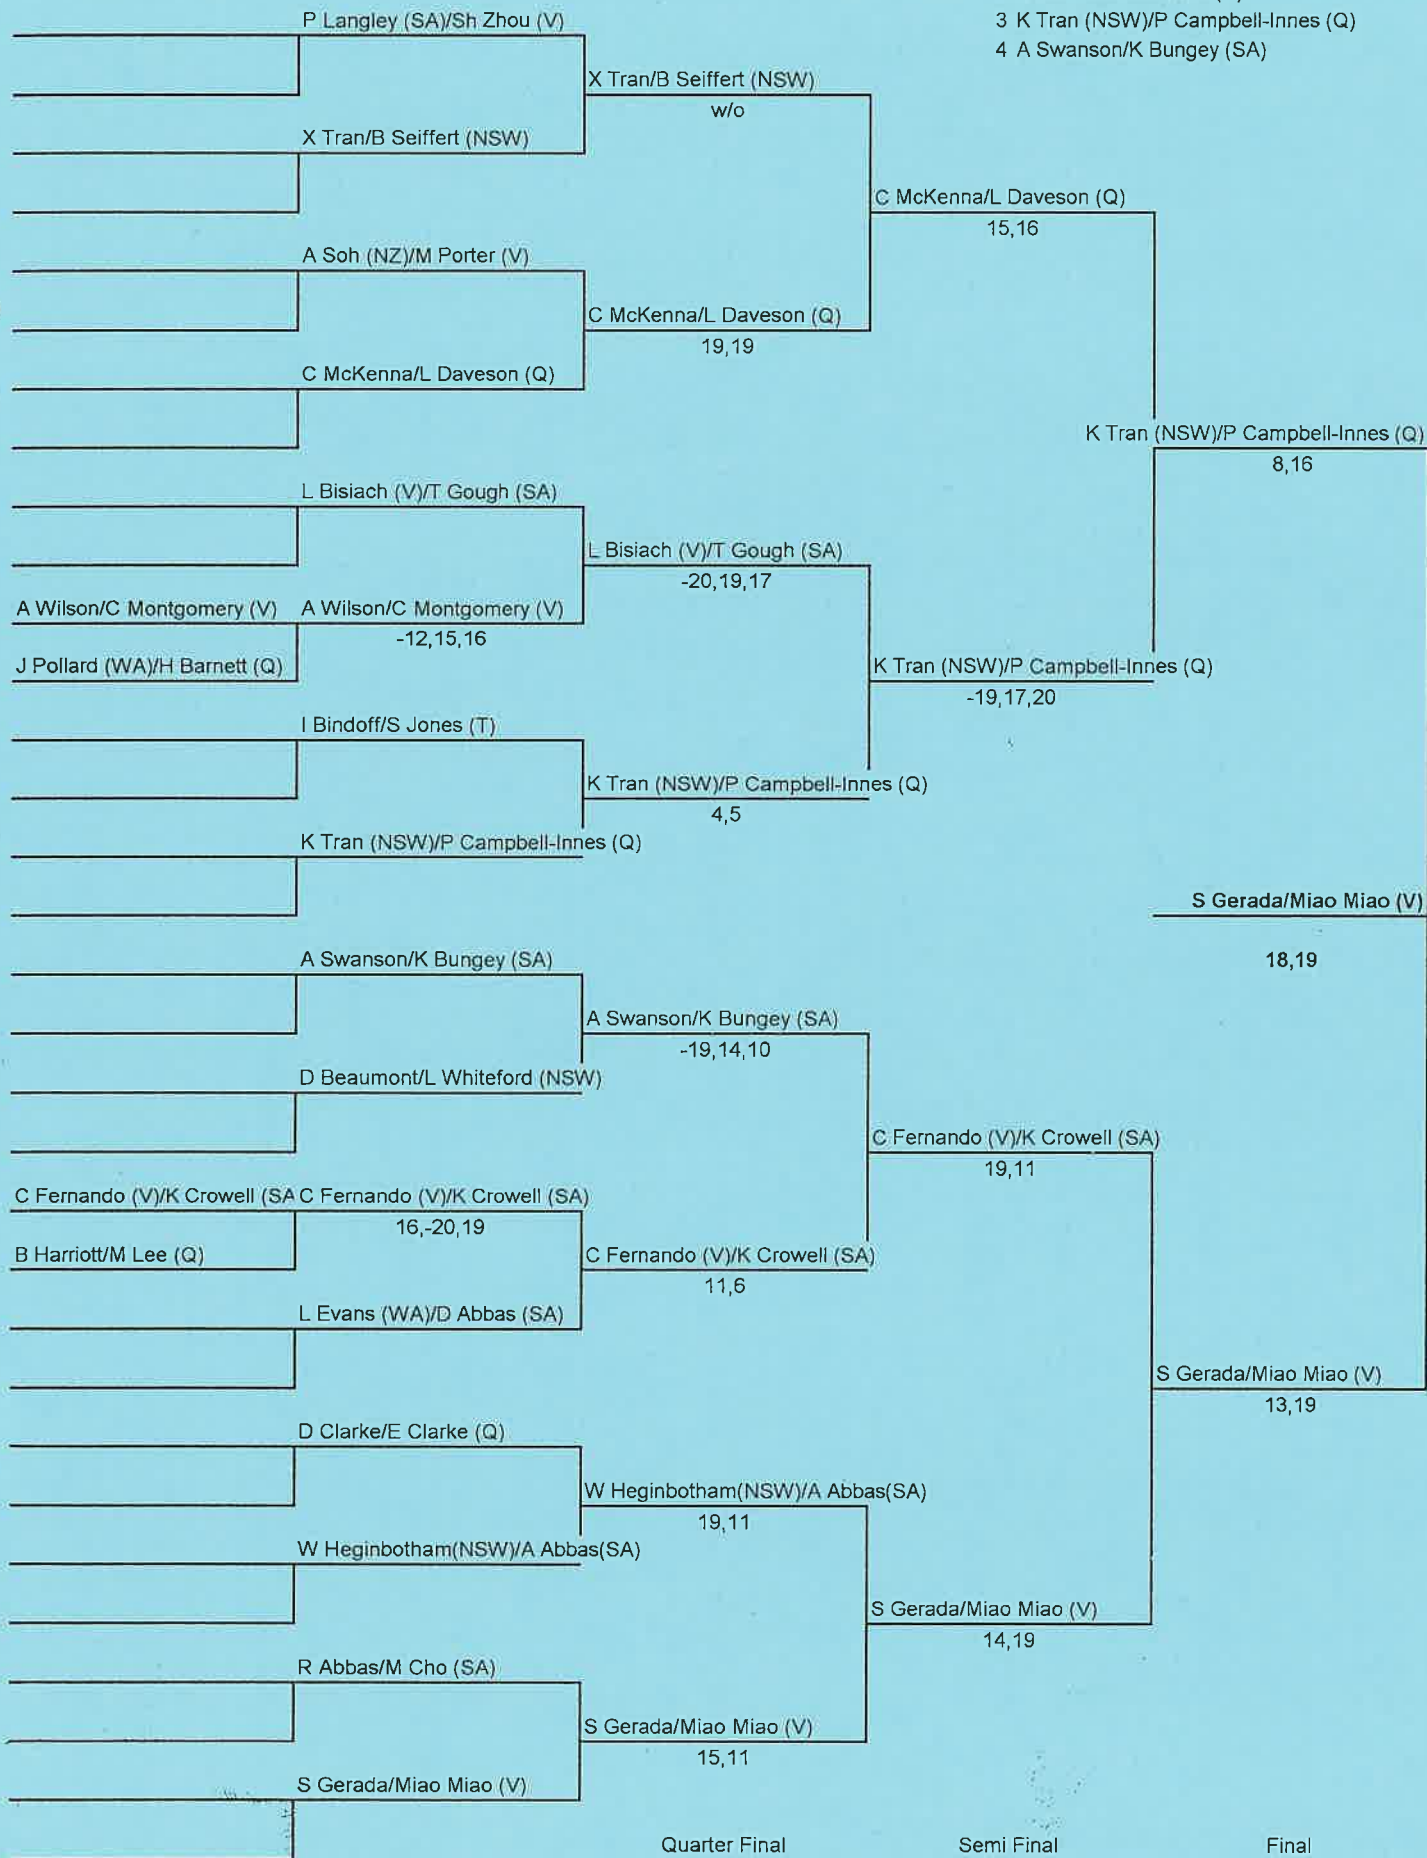 P Langley (SA)/Sh Zhou (V)
3 K Tran (NSW)/P Campbell-Innes (Q)
4 A Swanson/K Bungey (SA)
X Tran/B Seiffert (NSW)
w/o
X Tran/B Seiffert (NSW)
C McKenna/L Daveson (Q)
15,16
A Soh (NZ)/M Porter (V)
C McKenna/L Daveson (Q)
19,19
C McKenna/L Daveson (Q)
K Tran (NSW)/P Campbell-Innes (Q)
8,16
L Bisiach (V)/T Gough (SA)
L Bisiach (V)/T Gough (SA)
-20,19,17
A Wilson/C Montgomery (V) A Wilson/C Montgomery (V)
-12,15,16
J Pollard (WA)/H Barnett (Q)
K Tran (NSW)/P Campbell-Innes (Q)
-19,17,20
I Bindoff/S Jones (T)
K Tran (NSW)/P Campbell-Innes (Q)
4,5
K Tran (NSW)/P Campbell-Innes (Q)
S Gerada/Miao Miao (V)
18,19
A Swanson/K Bungey (SA)
A Swanson/K Bungey (SA)
-19,14,10
D Beaumont/L Whiteford (NSW)
C Fernando (V)/K Crowell (SA)
19,11
C Fernando (V)/K Crowell (SA C Fernando (V)/K Crowell (SA)
16,-20,19
B Harriott/M Lee (Q)
C Fernando (V)/K Crowell (SA)
11,6
L Evans (WA)/D Abbas (SA)
S Gerada/Miao Miao (V)
13,19
D Clarke/E Clarke (Q)
W Heginbotham(NSW)/A Abbas(SA)
19,11
W Heginbotham(NSW)/A Abbas(SA)
S Gerada/Miao Miao (V)
14,19
R Abbas/M Cho (SA)
S Gerada/Miao Miao (V)
15,11
S Gerada/Miao Miao (V)
Quarter Final Semi Final Final